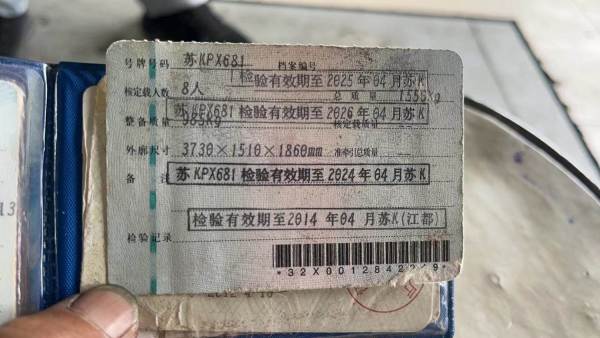 号牌号码 苏KPX681 档案编号
检验有效期至2025年04月苏K
核定载人数 8人 总质量 1555Kg
苏KPX681 检验有效期至2026年04月苏K
整备质量 985Kg 核定载质量
外廓尺寸 3730×1510×1860mm 准牵引总质量
备注 苏KPX681 检验有效期至2024年04月苏K
检验有效期至2014年04月苏K(江都)
检验记录
13